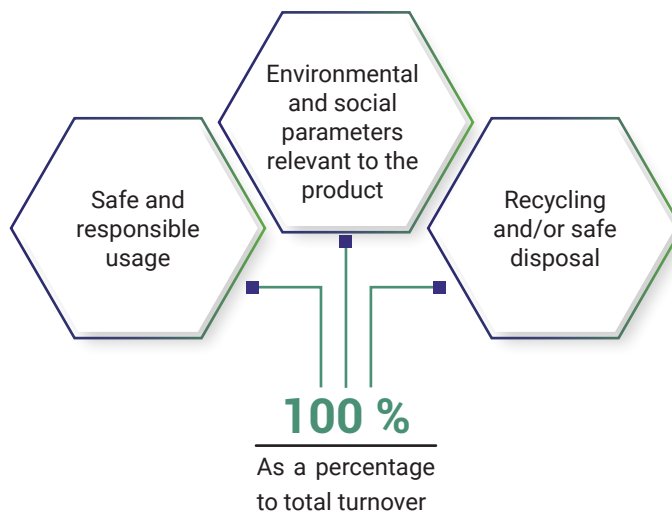 Safe and
responsible
usage
Environmental
and social
parameters
relevant to the
product
Recycling
and/or safe
disposal
100 %
As a percentage
to total turnover